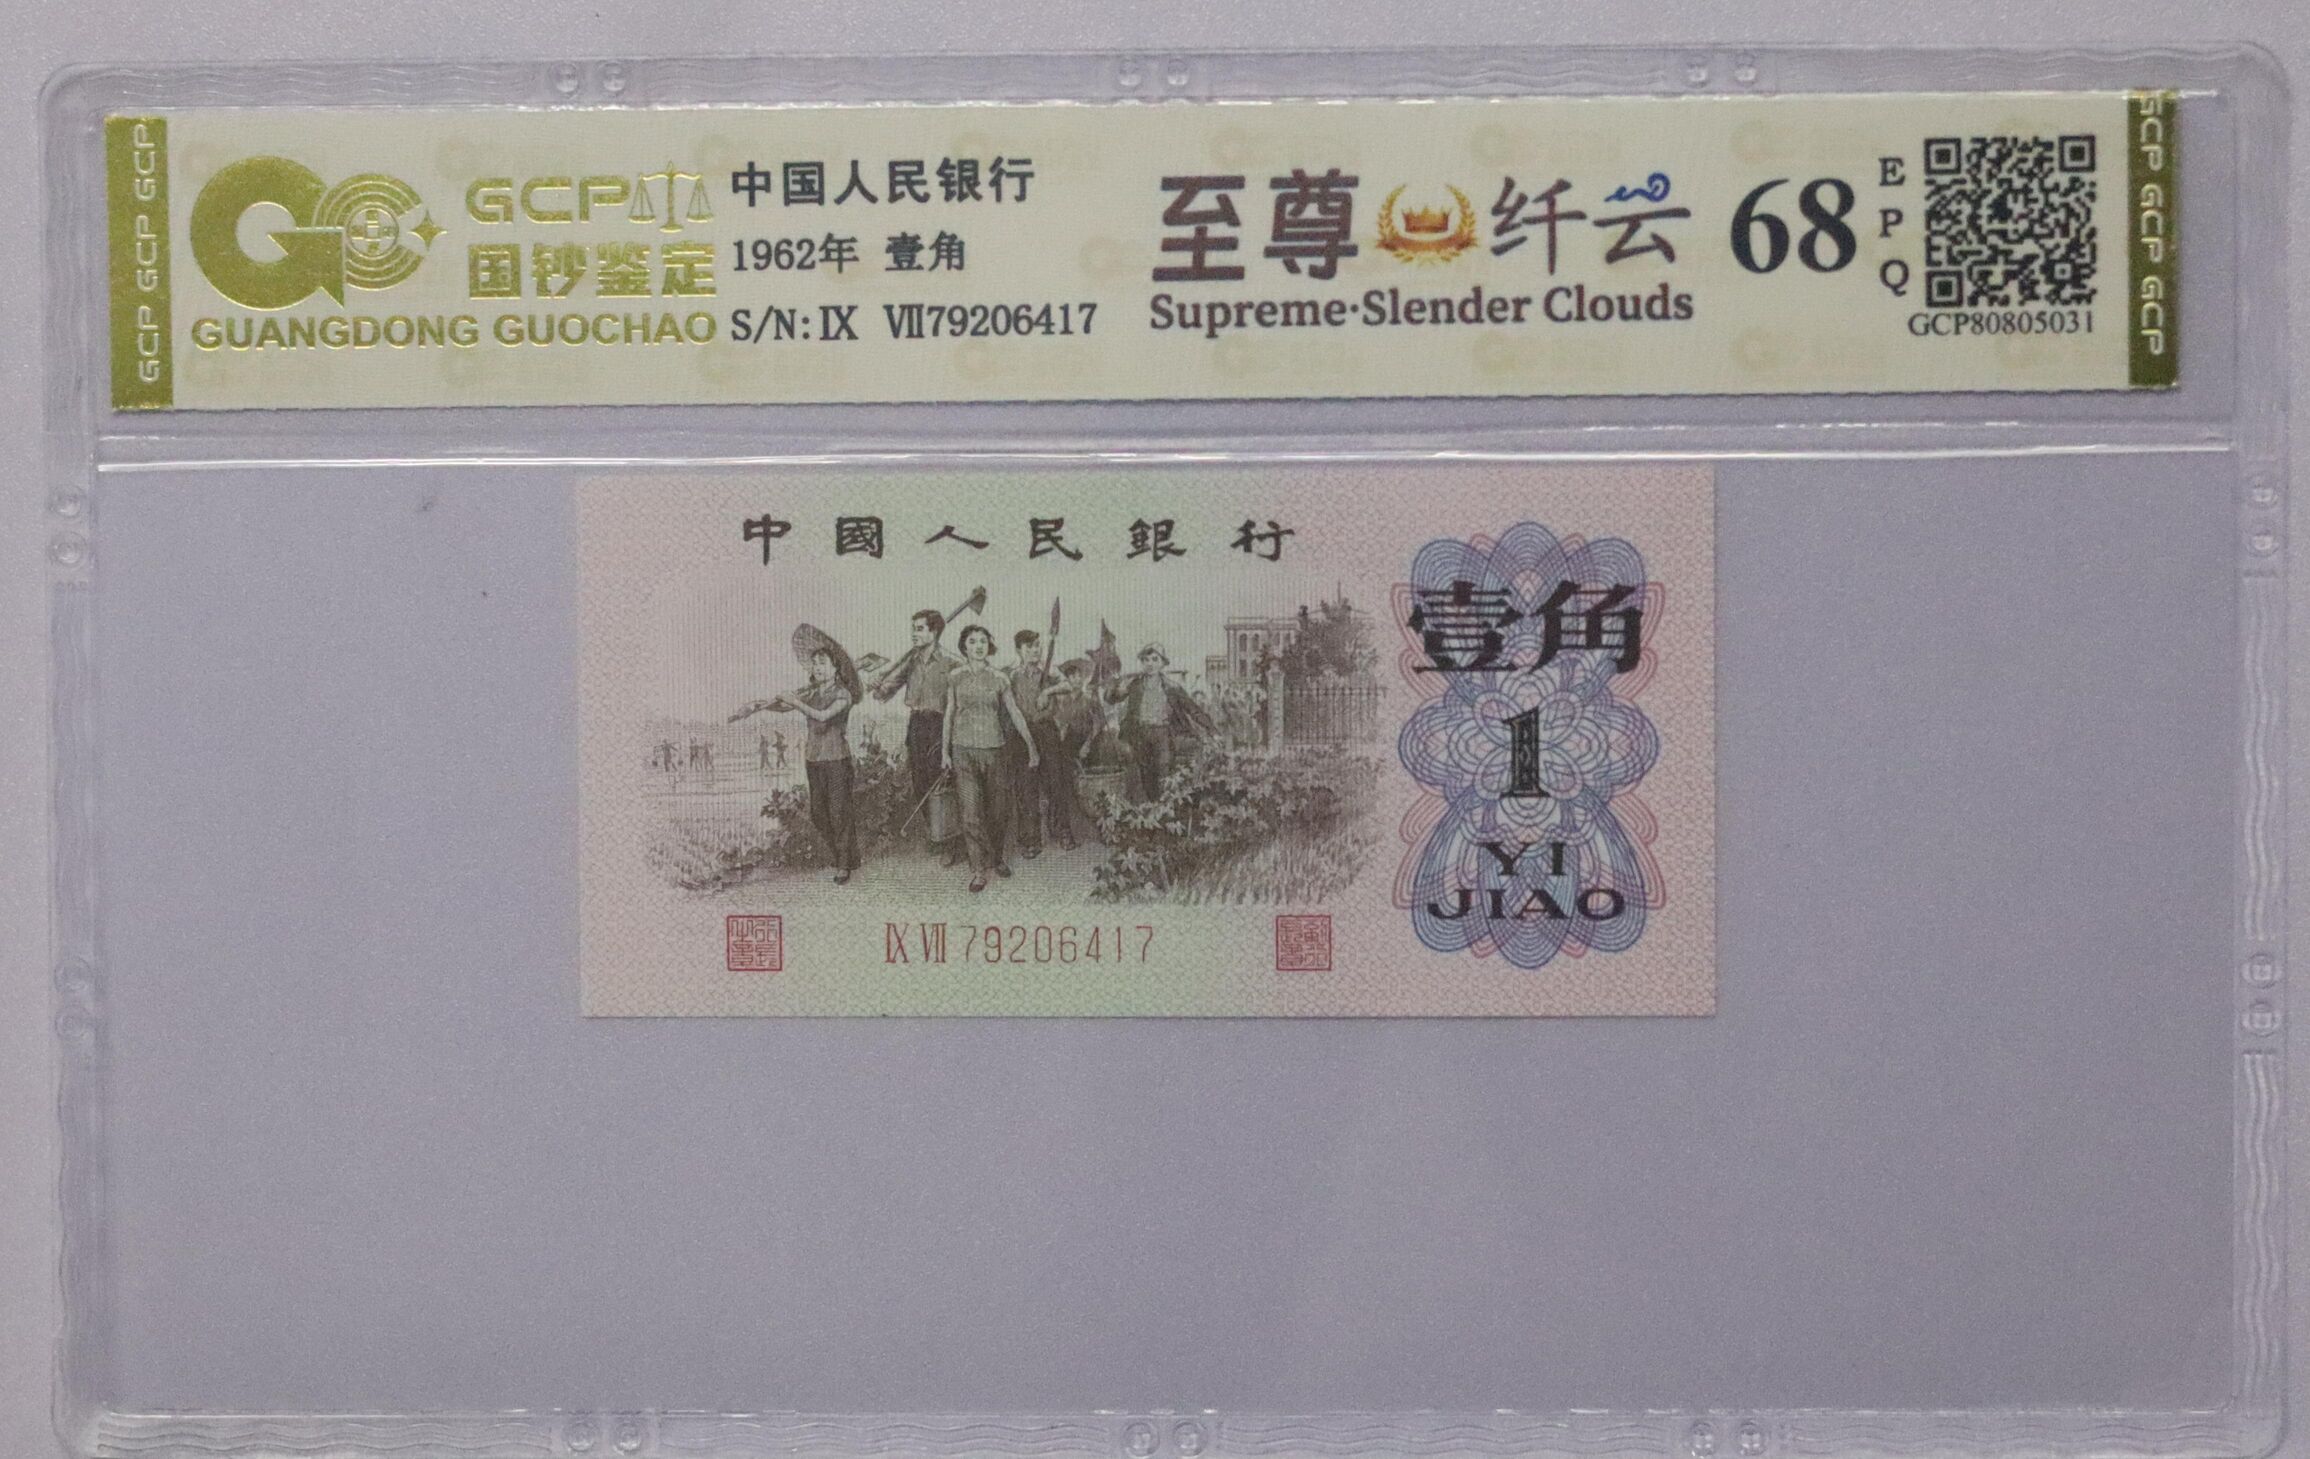 GCP GCP GCP
GCP
国钞鉴定
GUANGDONG GUOCHAO
中国人民银行
1962年 壹角
S/N: IX VII79206417
至尊 纤云
Supreme·Slender Clouds
68
EPQ
GCP80805031
GCP GCP GCP
中國人民銀行
壹角
1
YI
JIAO
IX VII 79206417